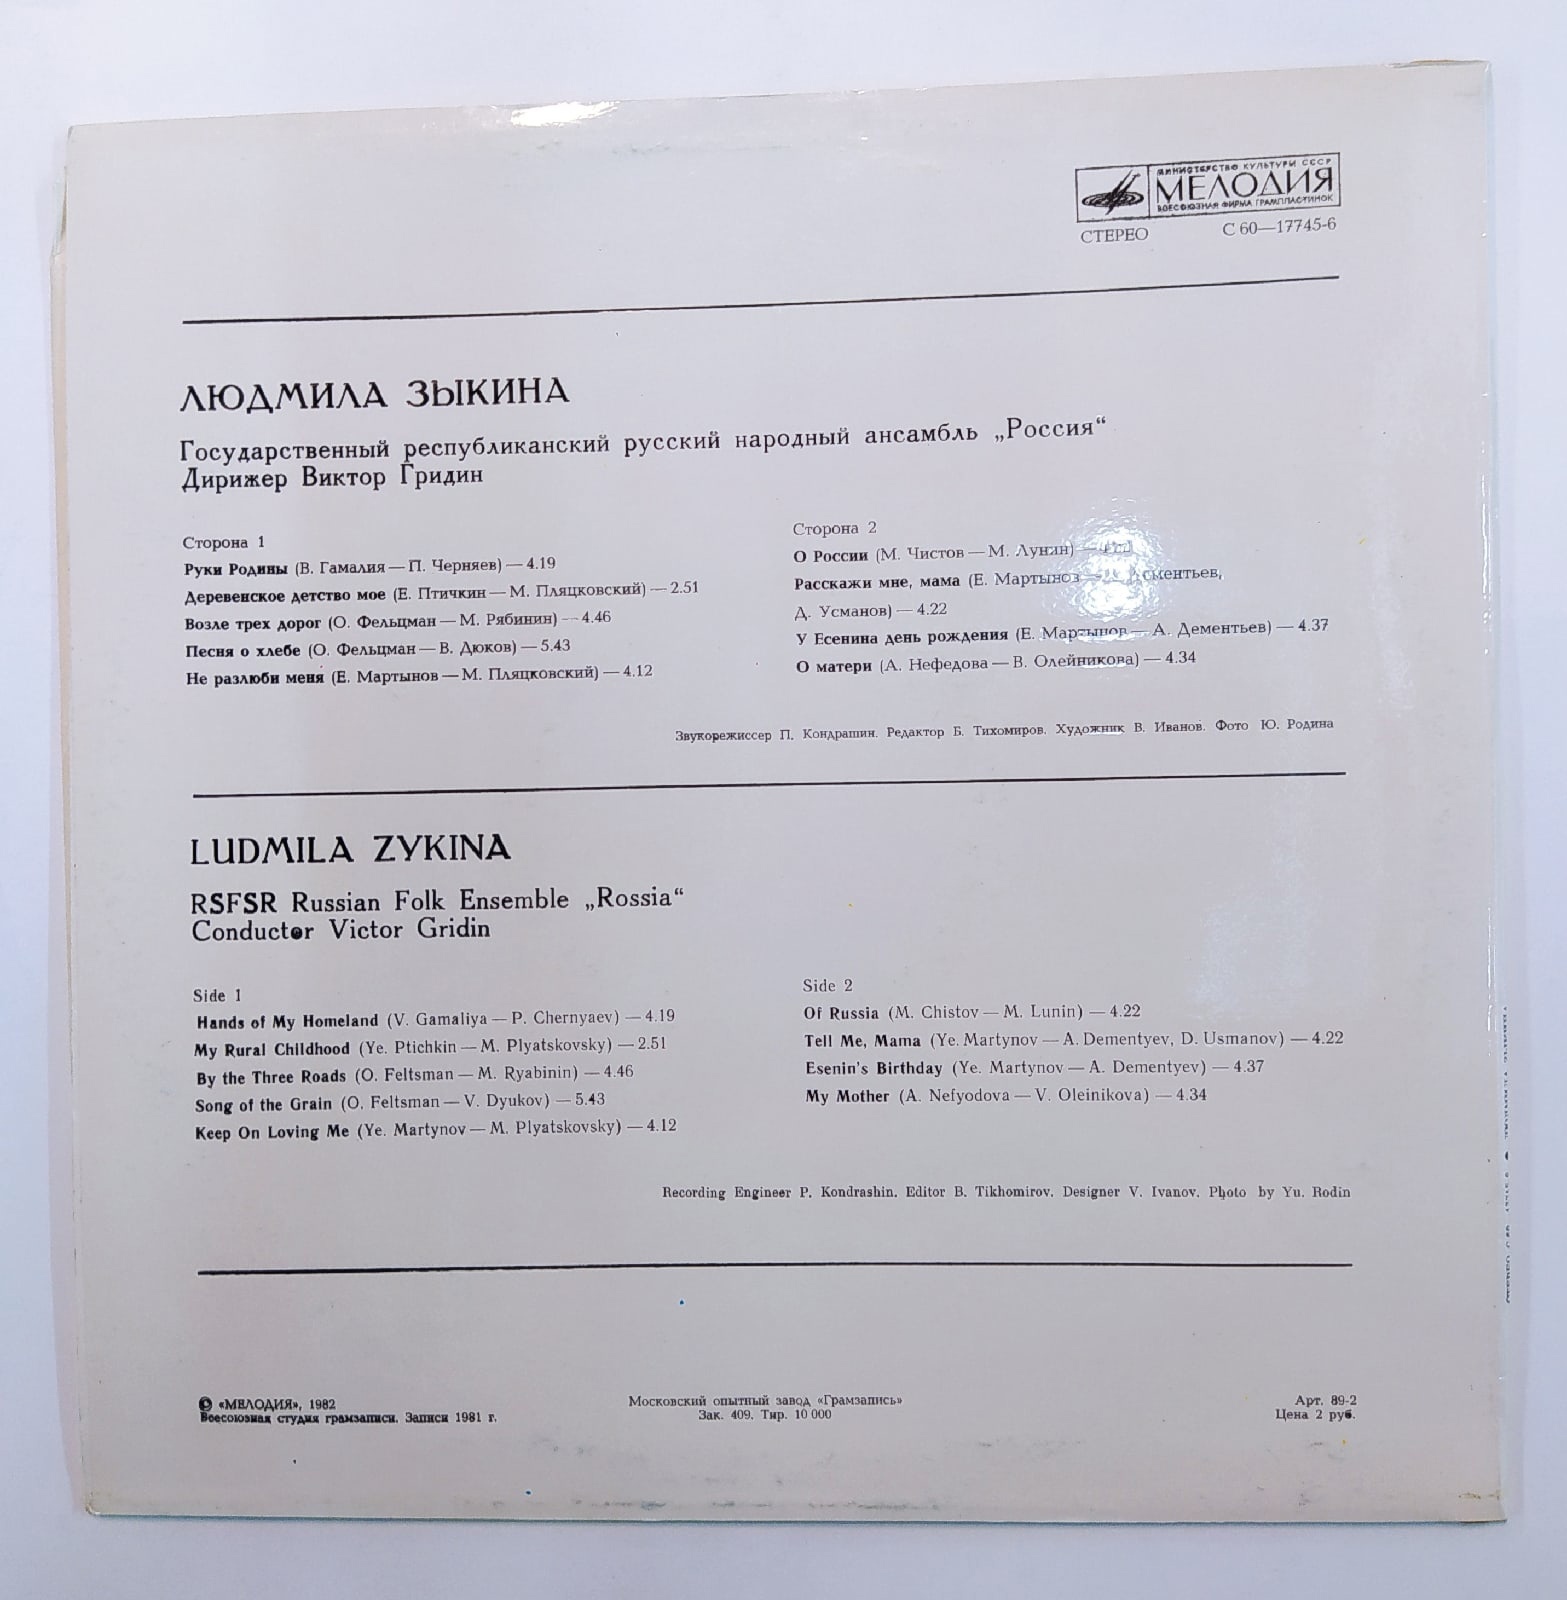 МИНИСТЕРСТВО КУЛЬТУРЫ СССР
МЕЛОДИЯ
ВСЕСОЮЗНАЯ ФИРМА ГРАМПЛАСТИНОК
СТЕРЕО С 60—17745-6
ЛЮДМИЛА ЗЫКИНА
Государственный республиканский русский народный ансамбль „Россия“
Дирижер Виктор Гридин
Сторона 1
Руки Родины (В. Гамалия — П. Черняев) — 4.19
Деревенское детство мое (Е. Птичкин — М. Пляцковский) — 2.51
Возле трех дорог (О. Фельцман — М. Рябинин) — 4.46
Песня о хлебе (О. Фельцман — В. Дюков) — 5.43
Не разлюби меня (Е. Мартынов — М. Пляцковский) — 4.12
Сторона 2
О России (М. Чистов — М. Лунин) —
Расскажи мне, мама (Е. Мартынов —
Д. Усманов) — 4.22
У Есенина день рождения (Е. Мартынов — А. Дементьев) — 4.37
О матери (А. Нефедова — В. Олейникова) — 4.34
Звукорежиссер П. Кондрашин. Редактор Б. Тихомиров. Художник В. Иванов. Фото Ю. Родина
LUDMILA ZYKINA
RSFSR Russian Folk Ensemble „Rossia“
Conductor Victor Gridin
Side 1
Hands of My Homeland (V. Gamaliya — P. Chernyaev) — 4.19
My Rural Childhood (Ye. Ptichkin — M. Plyatskovsky) — 2.51
By the Three Roads (O. Feltsman — M. Ryabinin) — 4.46
Song of the Grain (O. Feltsman — V. Dyukov) — 5.43
Keep On Loving Me (Ye. Martynov — M. Plyatskovsky) — 4.12
Side 2
Of Russia (M. Chistov — M. Lunin) — 4.22
Tell Me, Mama (Ye. Martynov — A. Dementyev, D. Usmanov) — 4.22
Esenin's Birthday (Ye. Martynov — A. Dementyev) — 4.37
My Mother (A. Nefyodova — V. Oleinikova) — 4.34
Recording Engineer P. Kondrashin. Editor B. Tikhomirov. Designer V. Ivanov. Photo by Yu. Rodin
© «МЕЛОДИЯ», 1982
Всесоюзная студия грамзаписи. Записи 1981 г.
Московский опытный завод «Грамзапись»
Зак. 409. Тир. 10 000
Арт. 89-2
Цена 2 руб.